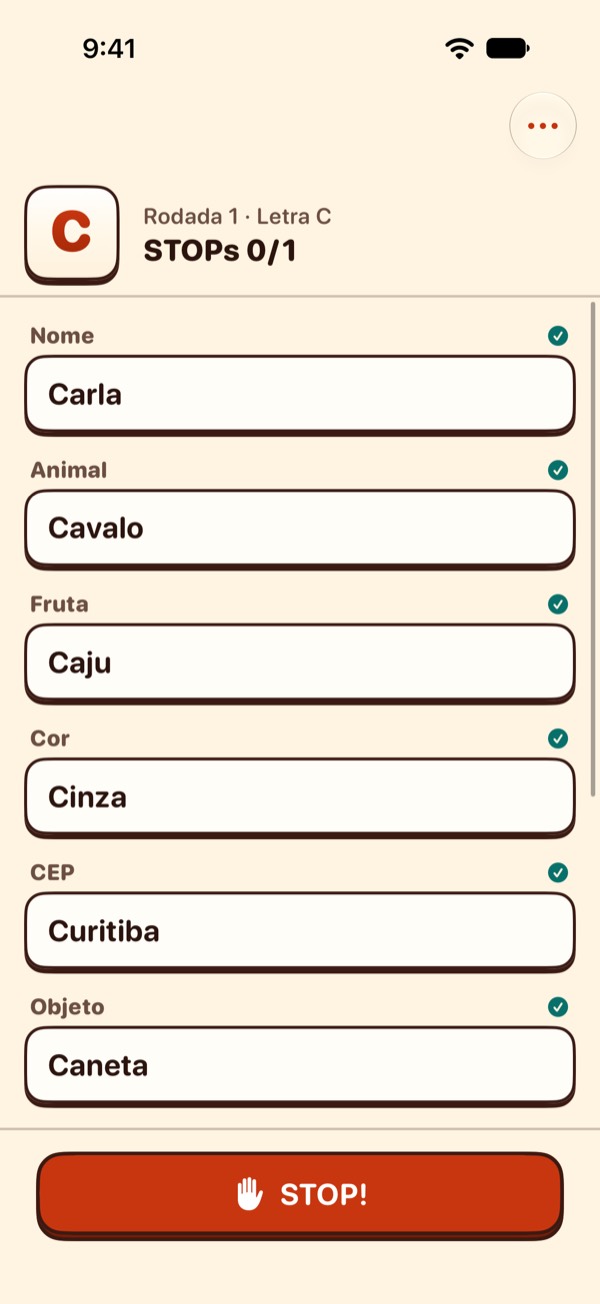 9:41
C
Rodada 1 · Letra C
STOPs 0/1
Nome
Carla
Animal
Cavalo
Fruta
Caju
Cor
Cinza
CEP
Curitiba
Objeto
Caneta
STOP!